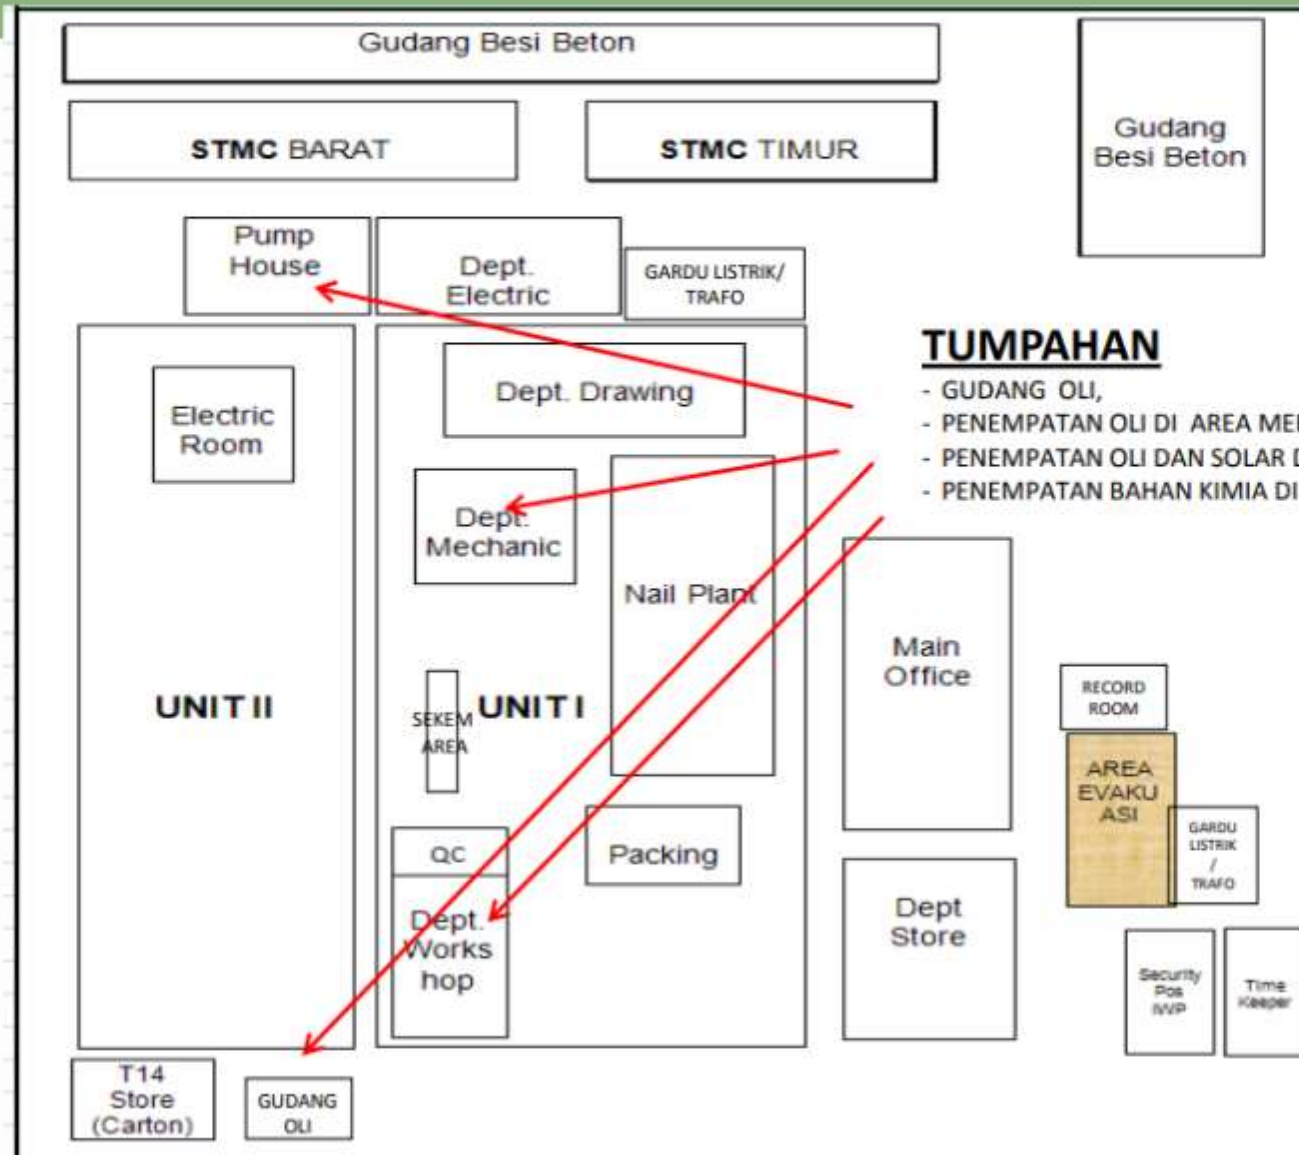 Gudang Besi Beton
STMC BARAT
STMC TIMUR
Gudang
Besi Beton
Pump
House
Dept.
Electric
GARDU LISTRIK/
TRAFO
TUMPAHAN
- GUDANG OLI,
- PENEMPATAN OLI DI AREA
- PENEMPATAN OLI DAN SOLAR
- PENEMPATAN BAHAN KIMIA DI
Electric
Room
Dept. Drawing
Dept.
Mechanic
Nail Plant
Main
Office
UNIT II
SEKEM
AREA
UNIT I
RECORD
ROOM
AREA
EVAKU
ASI
GARDU
LISTRIK
/
TRAFO
QC
Packing
Dept.
Works
hop
Dept
Store
Security
Pos
IWP
Time
Keeper
T14
Store
(Carton)
GUDANG
OLI